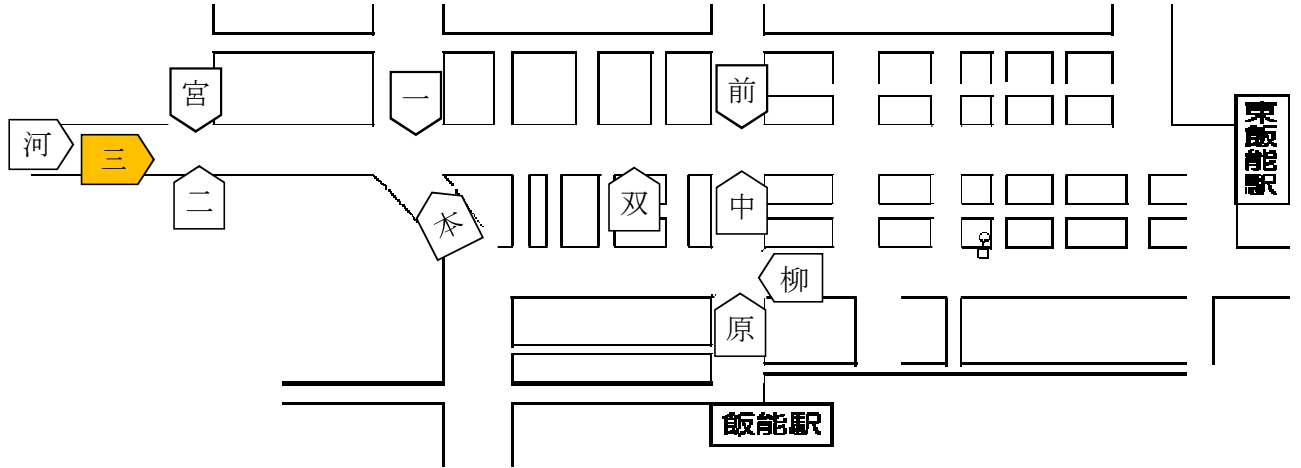 宮
一
前
河
三
二
双
中
本
柳
原
東飯能駅
飯能駅